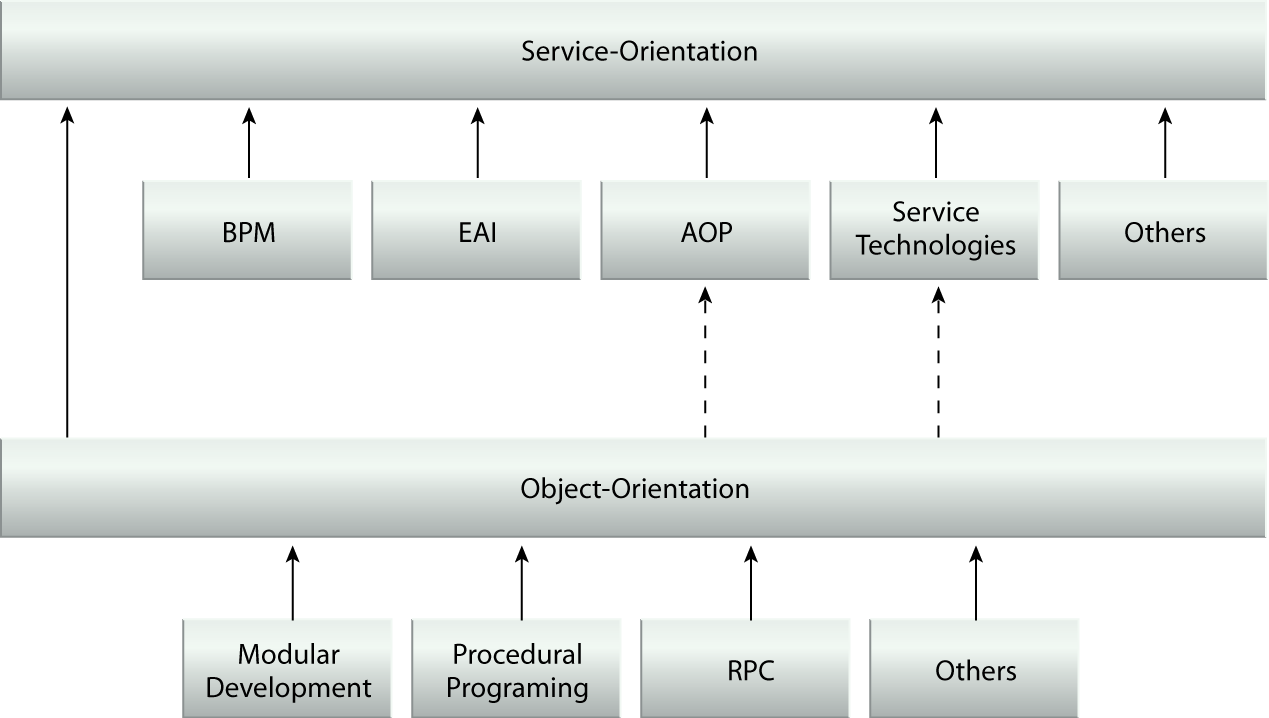 Service-Orientation
BPM
EAI
AOP
Service
Technologies
Others
Object-Orientation
Modular
Development
Procedural
Programing
RPC
Others